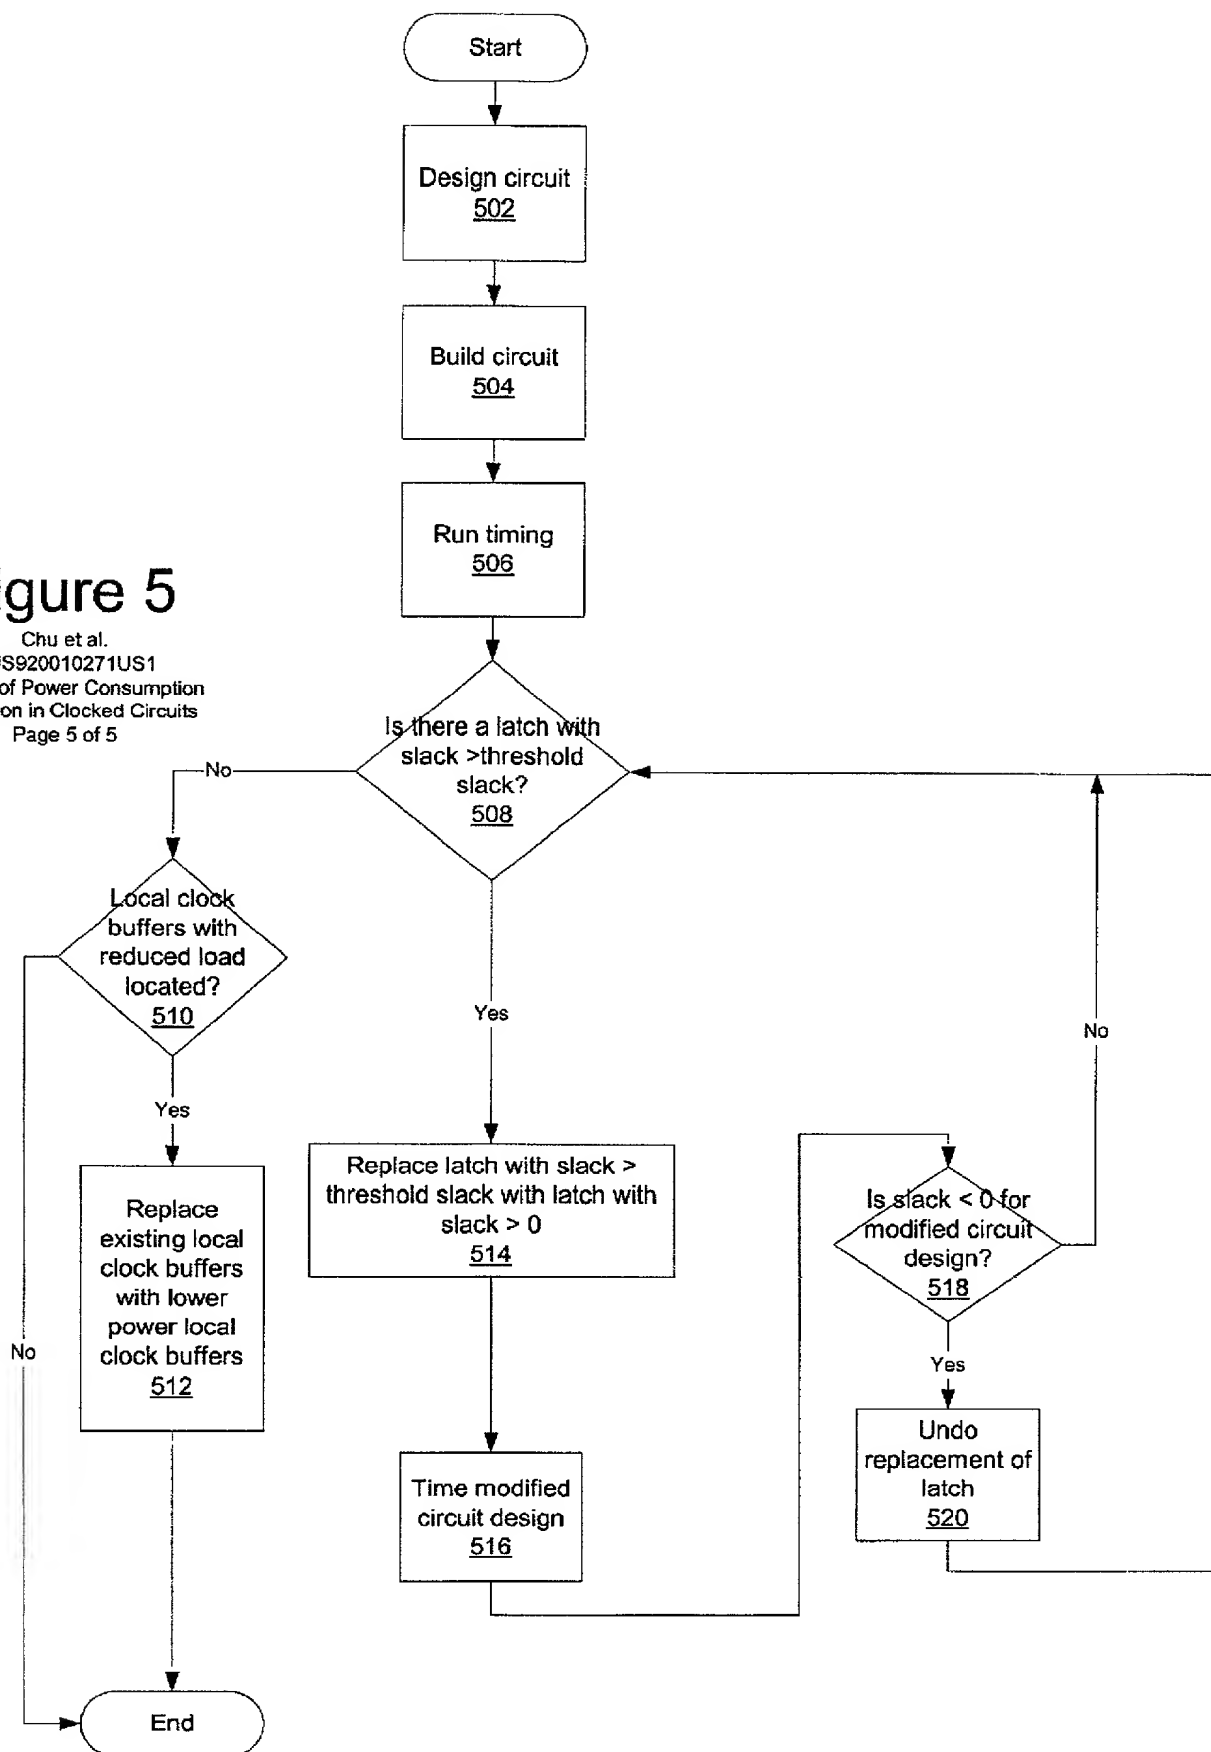 Start
Design circuit
502
Build circuit
504
Run timing
506
gure 5
Chu et al.
S920010271US1
of Power Consumption
on in Clocked Circuits
Page 5 of 5
Is there a latch with
slack >threshold
slack?
508
No
Local clock
buffers with
reduced load
located?
510
Yes
No
Yes
No
Replace
existing local
clock buffers
with lower
power local
clock buffers
512
Replace latch with slack >
threshold slack with latch with
slack > 0
514
Is slack < 0 for
modified circuit
design?
518
Yes
Time modified
circuit design
516
Undo
replacement of
latch
520
End